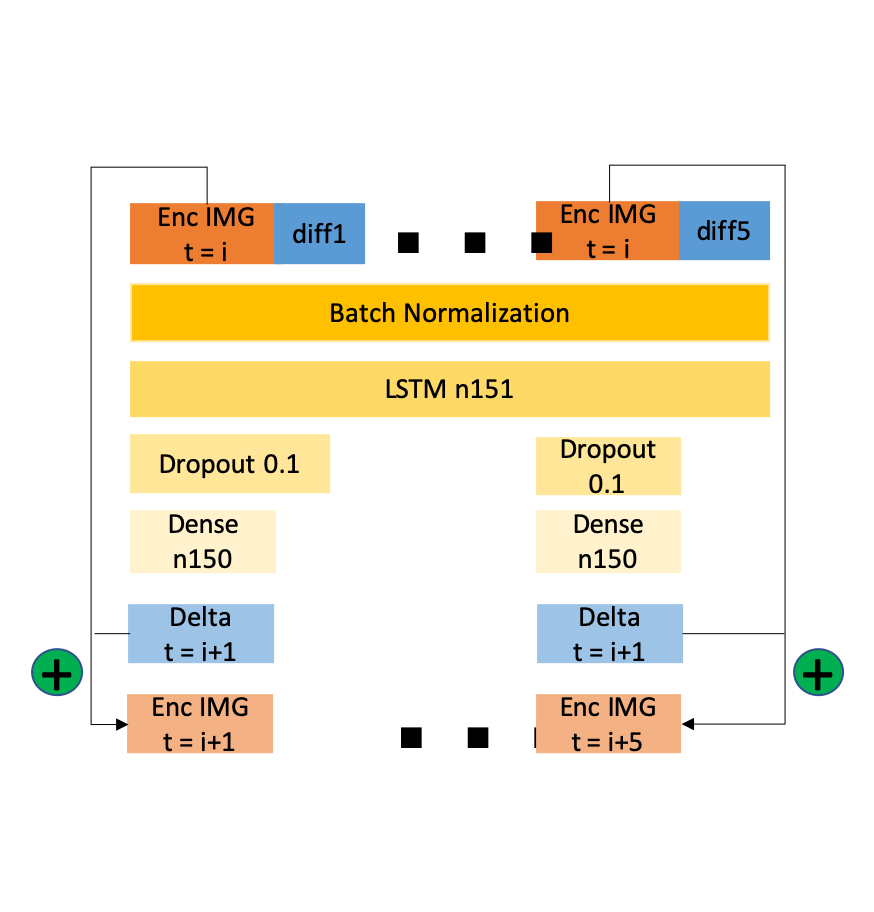 Enc IMG
t = i
diff1
Enc IMG
t = i
diff5
Batch Normalization
LSTM n151
Dropout 0.1
Dropout
0.1
Dense
n150
Dense
n150
Delta
t = i+1
Delta
t = i+1
+
+
Enc IMG
t = i+1
Enc IMG
t = i+5